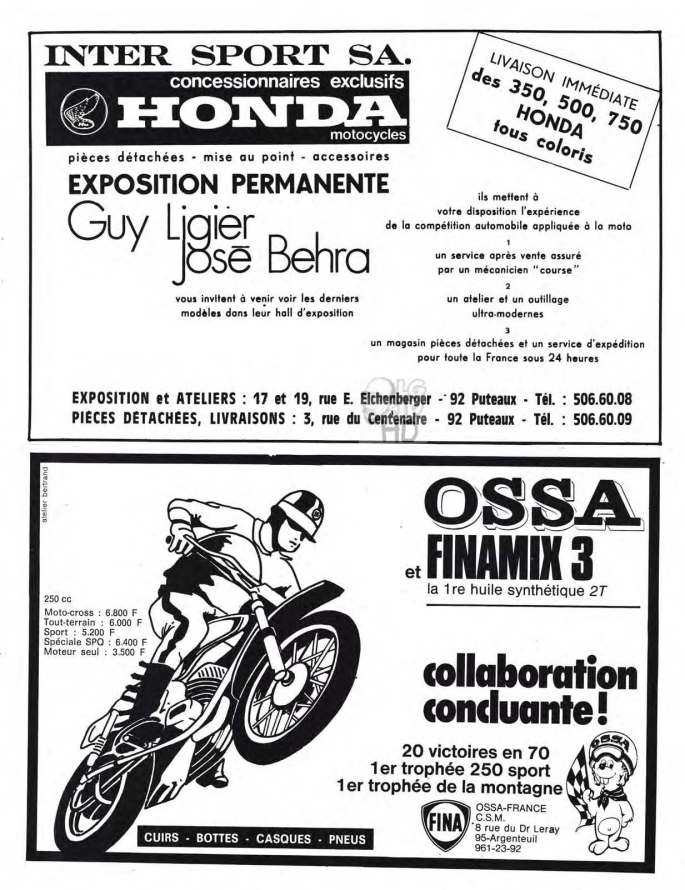 INTER SPORT SA.
concessionnaires exclusifs
HONDA
motocycles
LIVAISON IMMÉDIATE
des 350, 500, 750
HONDA
tous coloris
pièces détachées - mise au point - accessoires
EXPOSITION PERMANENTE
Guy Ligier
José Behra
vous invitent à venir voir les derniers
modèles dans leur hall d'exposition
ils mettent à
votre disposition l'expérience
de la compétition automobile appliquée à la moto
1
un service après vente assuré
par un mécanicien "course"
2
un atelier et un outillage
ultra-modernes
3
un magasin pièces détachées et un service d'expédition
pour toute la France sous 24 heures
EXPOSITION et ATELIERS : 17 et 19, rue E. Eichenberger - 92 Puteaux - Tél. : 506.60.08
PIÈCES DÉTACHÉES, LIVRAISONS : 3, rue du Centenaire - 92 Puteaux - Tél. : 506.60.09
atelier bertrand
OSSA
et FINAMIX 3
la 1re huile synthétique 2T
250 cc
Moto-cross : 6.800 F
Tout-terrain : 6.000 F
Sport : 5.200 F
Spéciale SPQ : 6.400 F
Moteur seul : 3.500 F
collaboration
concluante!
20 victoires en 70
1er trophée 250 sport
1er trophée de la montagne
OSSA
FINA
OSSA-FRANCE
C.S.M.
8 rue du Dr Leray
95-Argenteuil
961-23-92
CUIRS - BOTTES - CASQUES - PNEUS